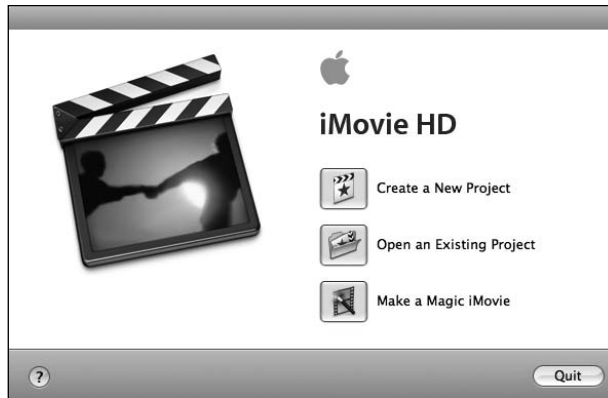 iMovie HD
Create a New Project
Open an Existing Project
Make a Magic iMovie
?
Quit